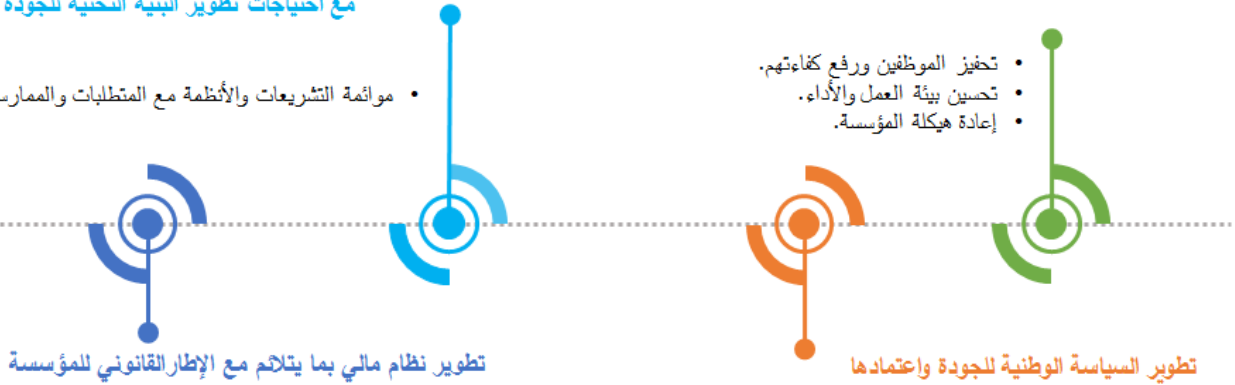 مع احتياجات تطوير البنية التحتية للجودة
• تحفيز الموظفين ورفع كفاءتهم.
• تحسين بيئة العمل والأداء.
• إعادة هيكلة المؤسسة.
• موائمة التشريعات والأنظمة مع المتطلبات
تطوير السياسة الوطنية للجودة واعتمادها
تطوير نظام مالي بما يتلائم مع الإطارالقانوني للمؤسسة